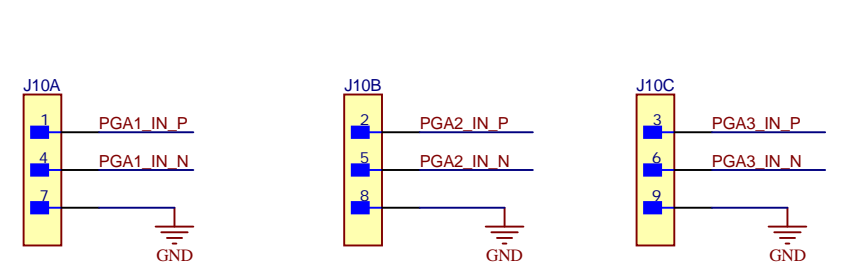 J10A J10B J10C
1 PGA1_IN_P 2 PGA2_IN_P 3 PGA3_IN_P
4 PGA1_IN_N 5 PGA2_IN_N 6 PGA3_IN_N
7 8 9
GND GND GND